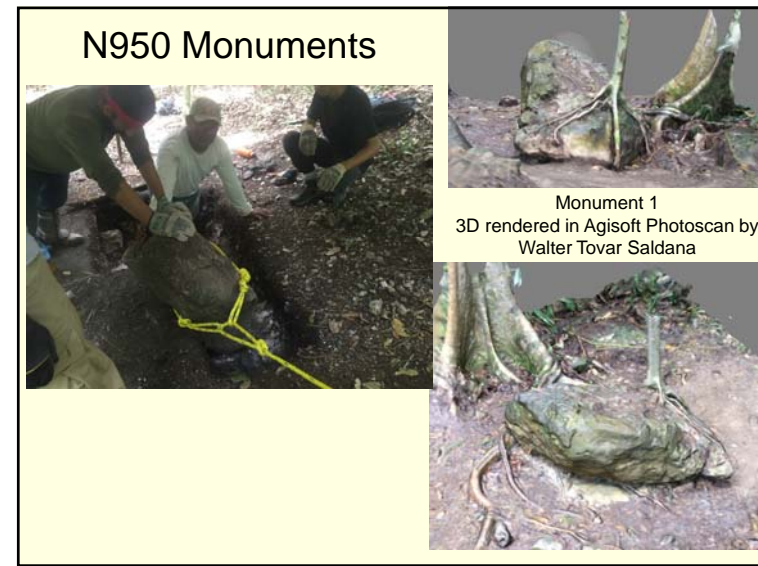 N950 Monuments
Monument 1
3D rendered in Agisoft Photoscan by
Walter Tovar Saldana